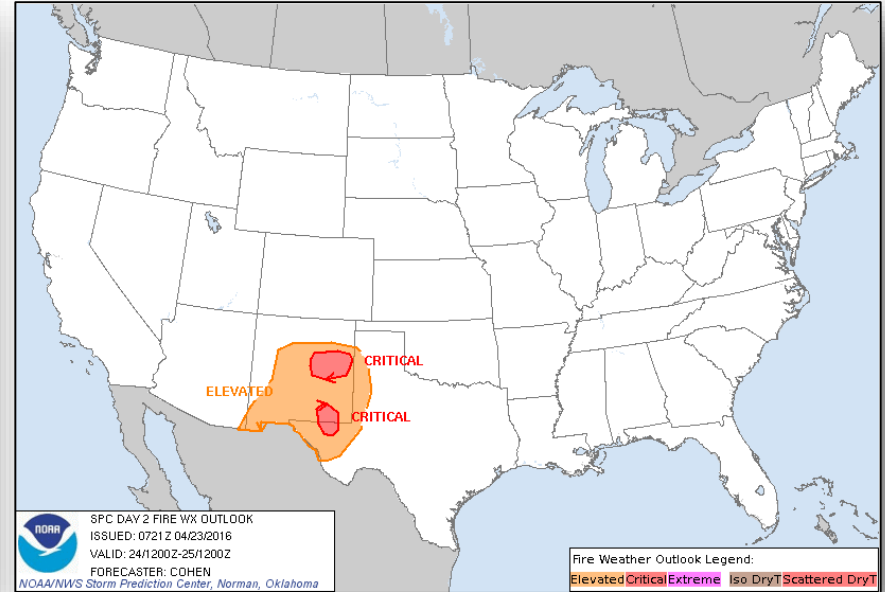 CRITICAL
ELEVATED
CRITICAL
NOAA
SPC DAY 2 FIRE WX OUTLOOK
ISSUED: 0721Z 04/23/2016
VALID: 24/1200Z-25/1200Z
FORECASTER: COHEN
NOAA/NWS Storm Prediction Center, Norman, Oklahoma
Fire Weather Outlook Legend:
Elevated Critical Extreme Iso DryT Scattered DryT